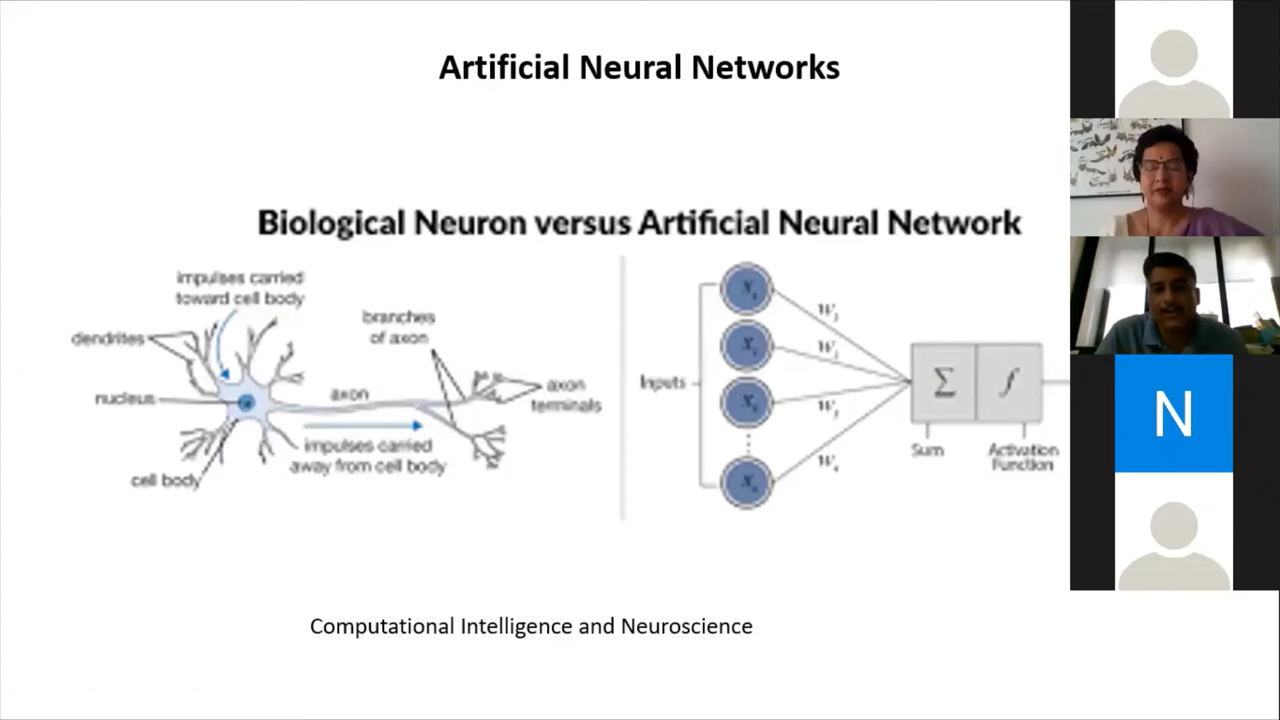 Artificial Neural Networks
Biological Neuron versus Artificial Neural Network
impulses carried
toward cell body
dendrites
nucleus
cell body
axon
impulses carried
away from cell body
branches
of axon
axon
terminals
Inputs
Σ
f
Sum
Activation
Function
Computational Intelligence and Neuroscience
N